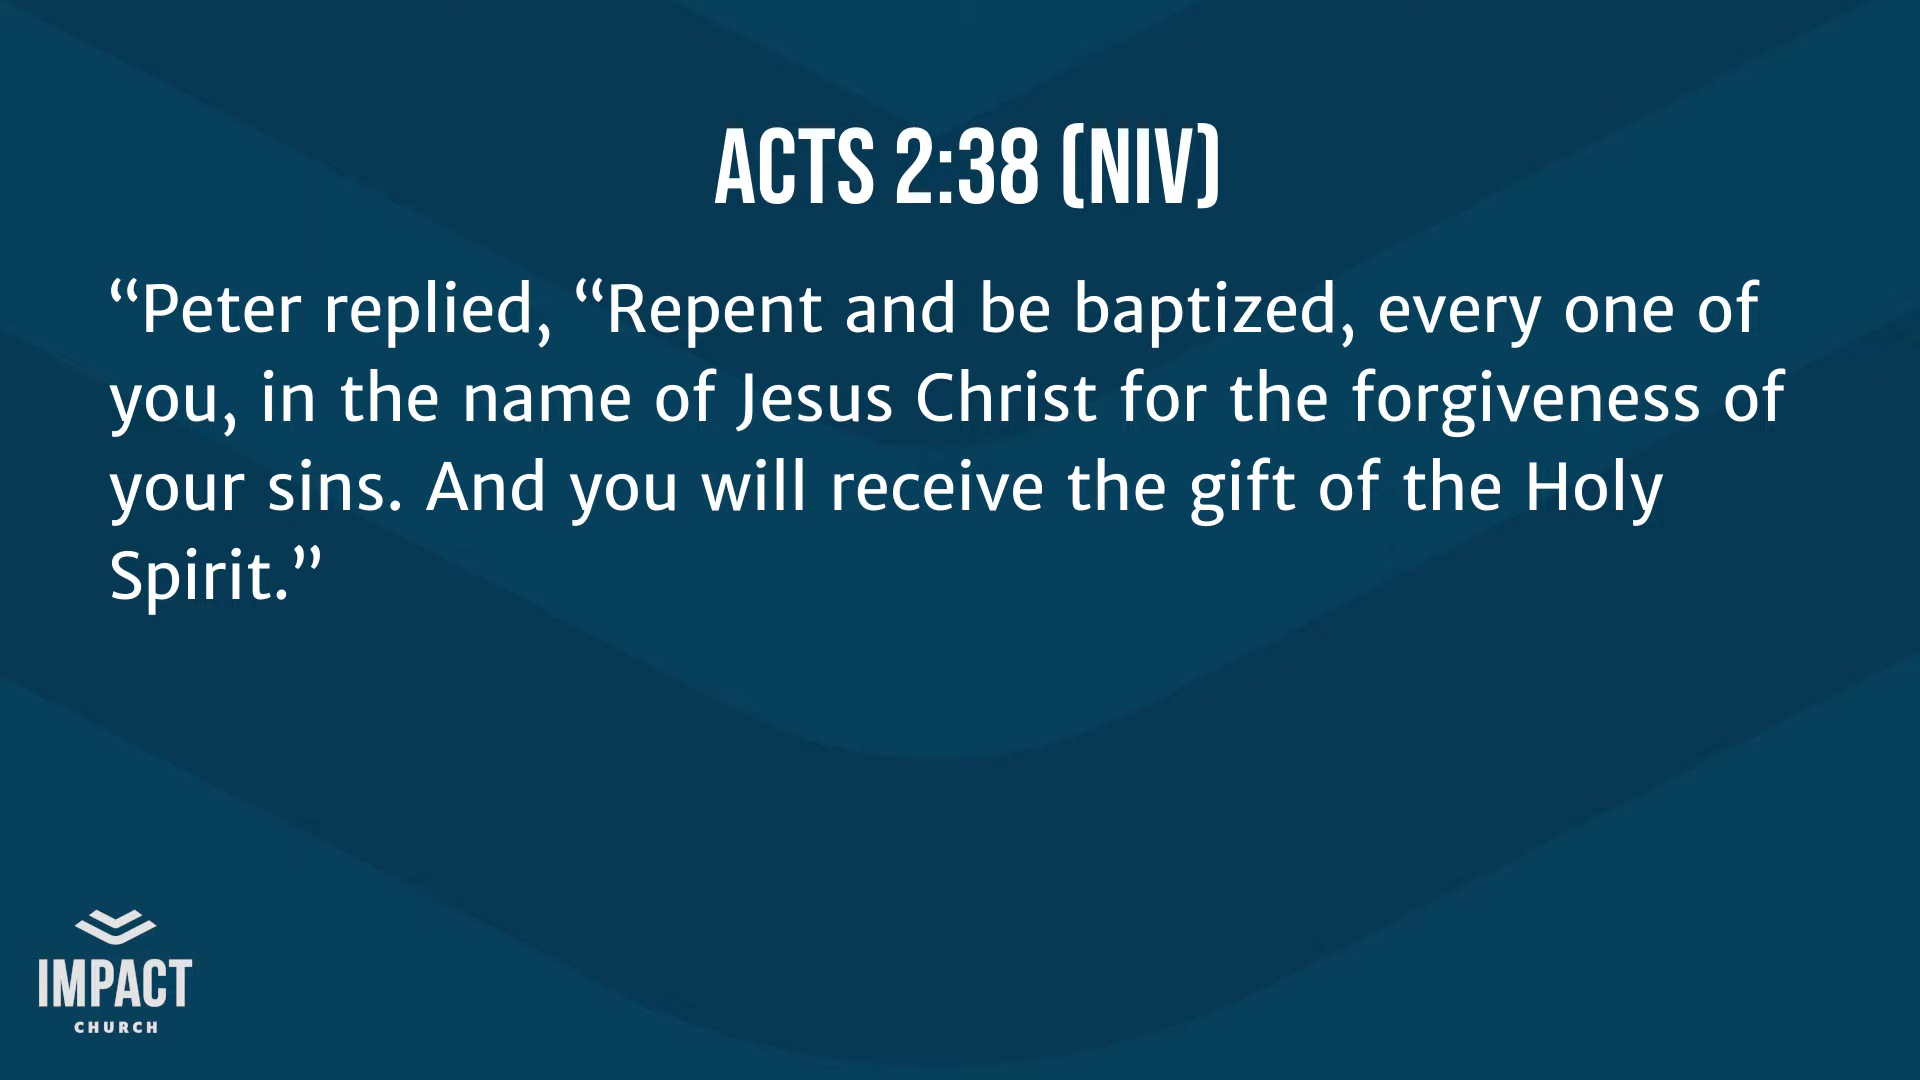 ACTS 2:38 (NIV)
“Peter replied, “Repent and be baptized, every one of
you, in the name of Jesus Christ for the forgiveness of
your sins. And you will receive the gift of the Holy
Spirit.”
IMPACT
CHURCH